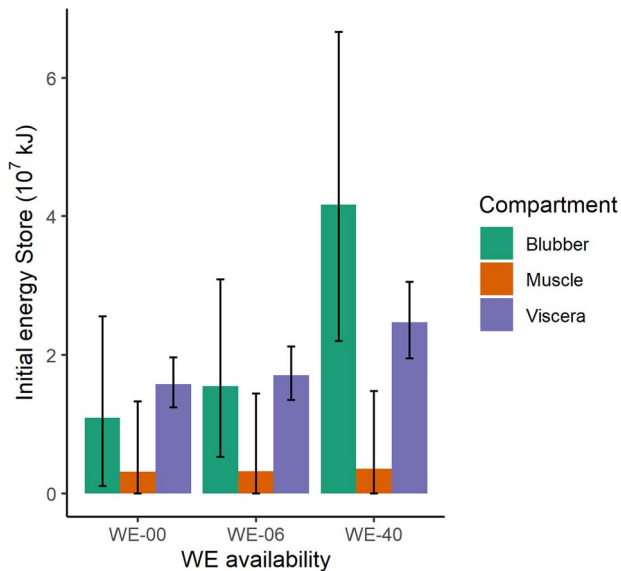 Initial energy Store (10⁷ kJ)
6
4
2
0
WE-00 WE-06 WE-40
WE availability
Compartment
Blubber
Muscle
Viscera